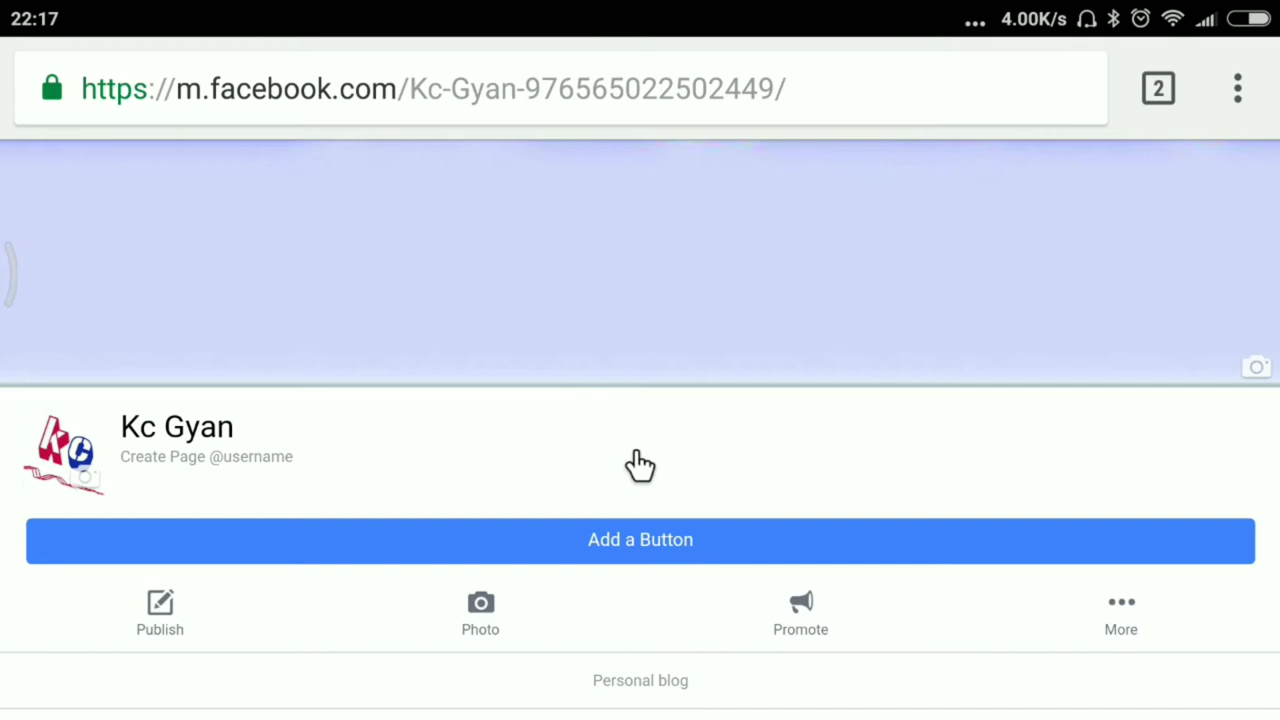 22:17 ... 4.00K/s
https://m.facebook.com/Kc-Gyan-976565022502449/ 2
KC
Kc Gyan
Create Page @username
Add a Button
Publish Photo Promote More
Personal blog